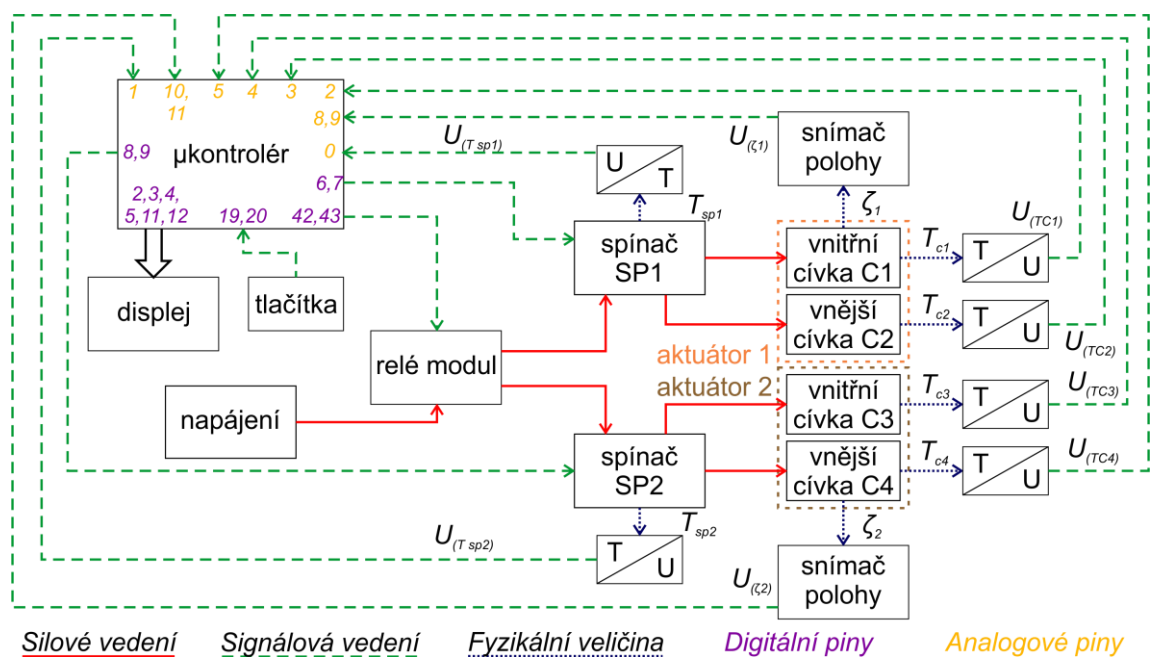 1
10,
11
5
4
3
2
8,9
8,9
µkontrolér
0
6,7
2,3,4,
5,11,12
19,20
42,43
displej
tlačítka
relé modul
napájení
U(T sp1)
U
T
Tsp1
spínač
SP1
spínač
SP2
Tsp2
T
U
U(T sp2)
U(ζ1)
snímač
polohy
ζ1
vnitřní
cívka C1
vnější
cívka C2
aktuátor 1
aktuátor 2
vnitřní
cívka C3
vnější
cívka C4
ζ2
U(ζ2)
snímač
polohy
Tc1
T
U
U(TC1)
Tc2
T
U
U(TC2)
Tc3
T
U
U(TC3)
Tc4
T
U
U(TC4)
Silové vedení
Signálová vedení
Fyzikální veličina
Digitální piny
Analogové piny